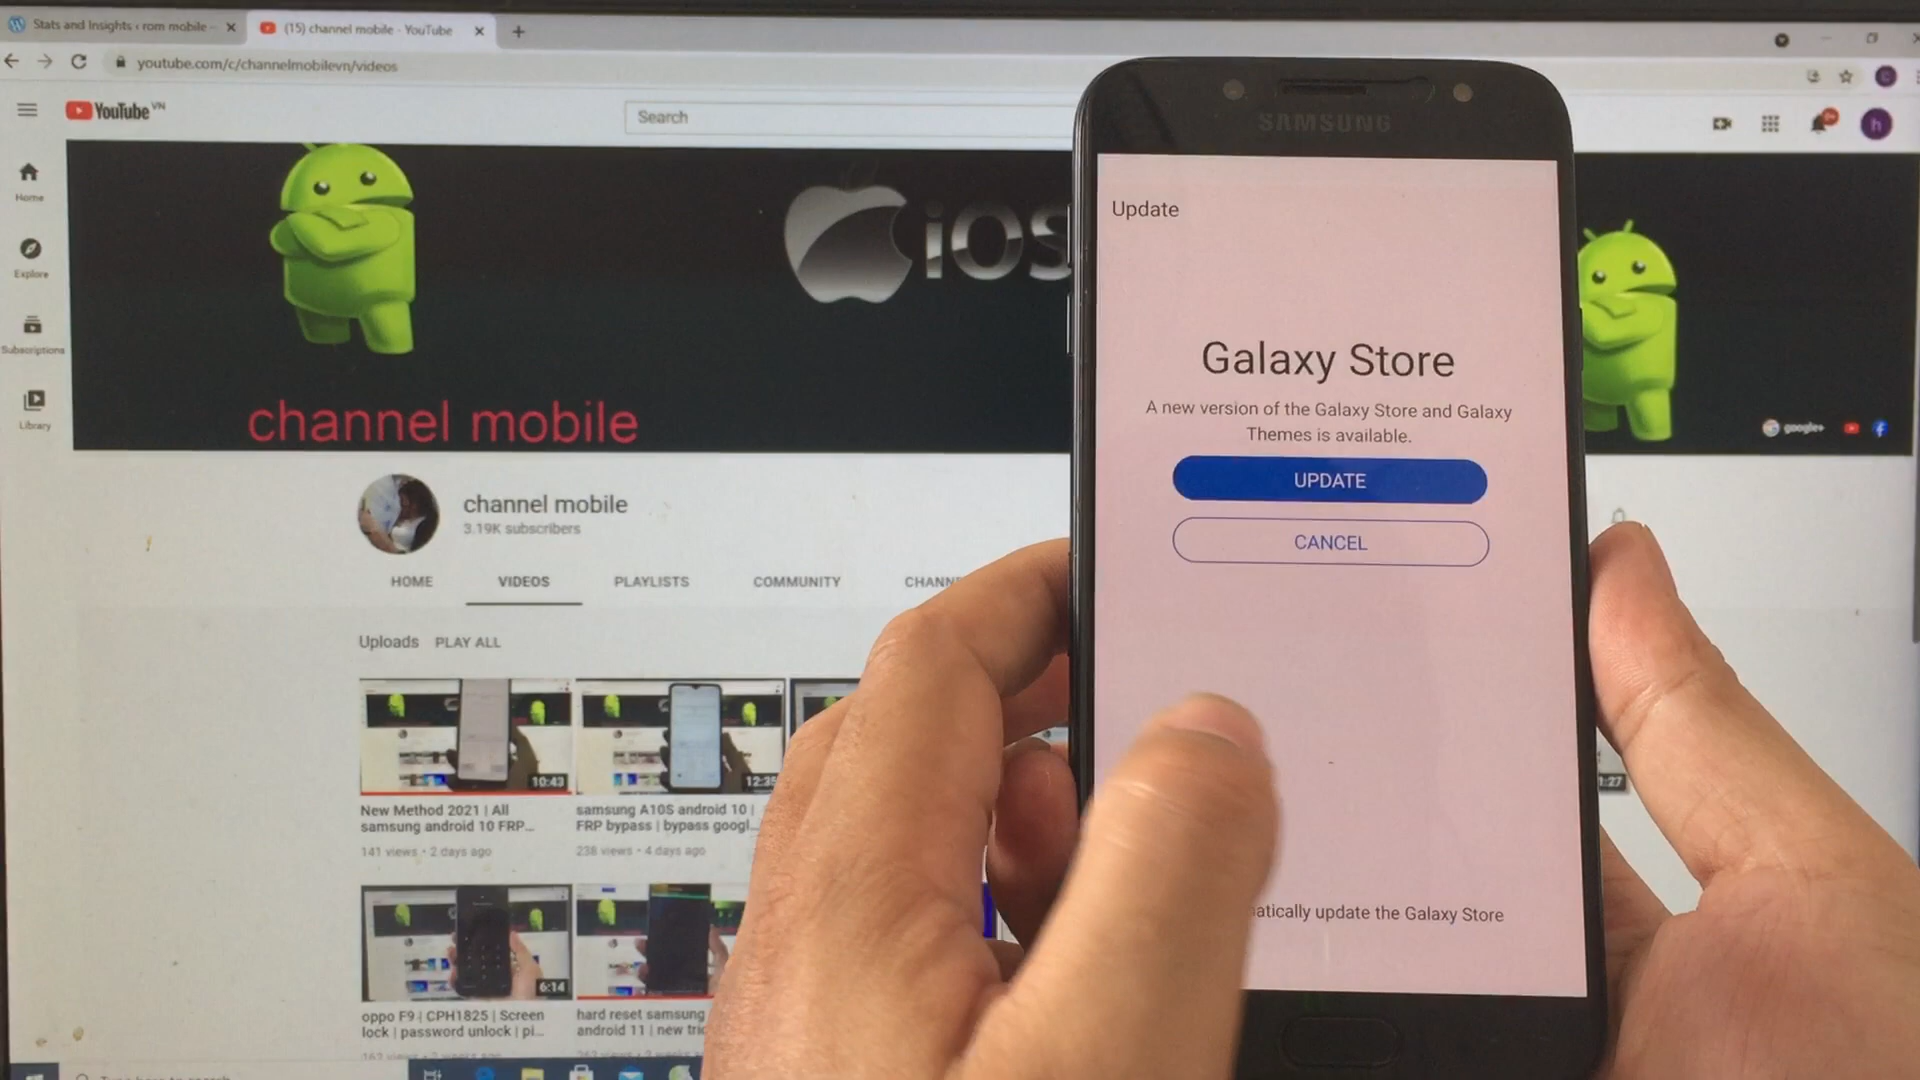 Stats and Insights ‹ rom mobile
(15) channel mobile - YouTube
youtube.com/c/channelmobilevn/videos
YouTube VN
Search
h
Home
Explore
Subscriptions
Library
iOS
channel mobile
google+
channel mobile
3.19K subscribers
HOME
VIDEOS
PLAYLISTS
COMMUNITY
CHANN
Uploads PLAY ALL
10:43
12:35
1:27
New Method 2021 | All
samsung android 10 FRP...
141 views • 2 days ago
samsung A10S android 10 |
FRP bypass | bypass googl...
238 views • 4 days ago
6:14
oppo F9 | CPH1825 | Screen
lock | password unlock | pi...
hard reset samsung
android 11 | new tric
SAMSUNG
Update
Galaxy Store
A new version of the Galaxy Store and Galaxy
Themes is available.
UPDATE
CANCEL
atically update the Galaxy Store